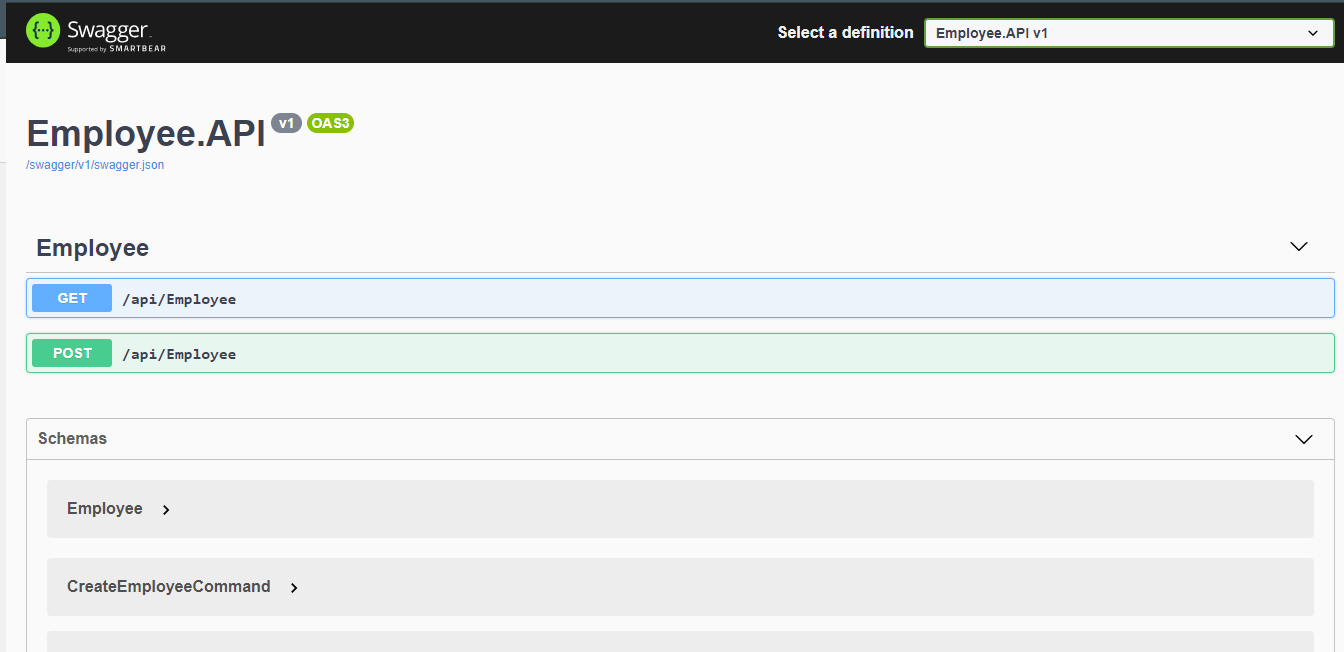 {··} Swagger.
Supported by SMARTBEAR
Select a definition
Employee.API v1
Employee.API v1 OAS3
/swagger/v1/swagger.json
Employee
GET /api/Employee
POST /api/Employee
Schemas
Employee
CreateEmployeeCommand